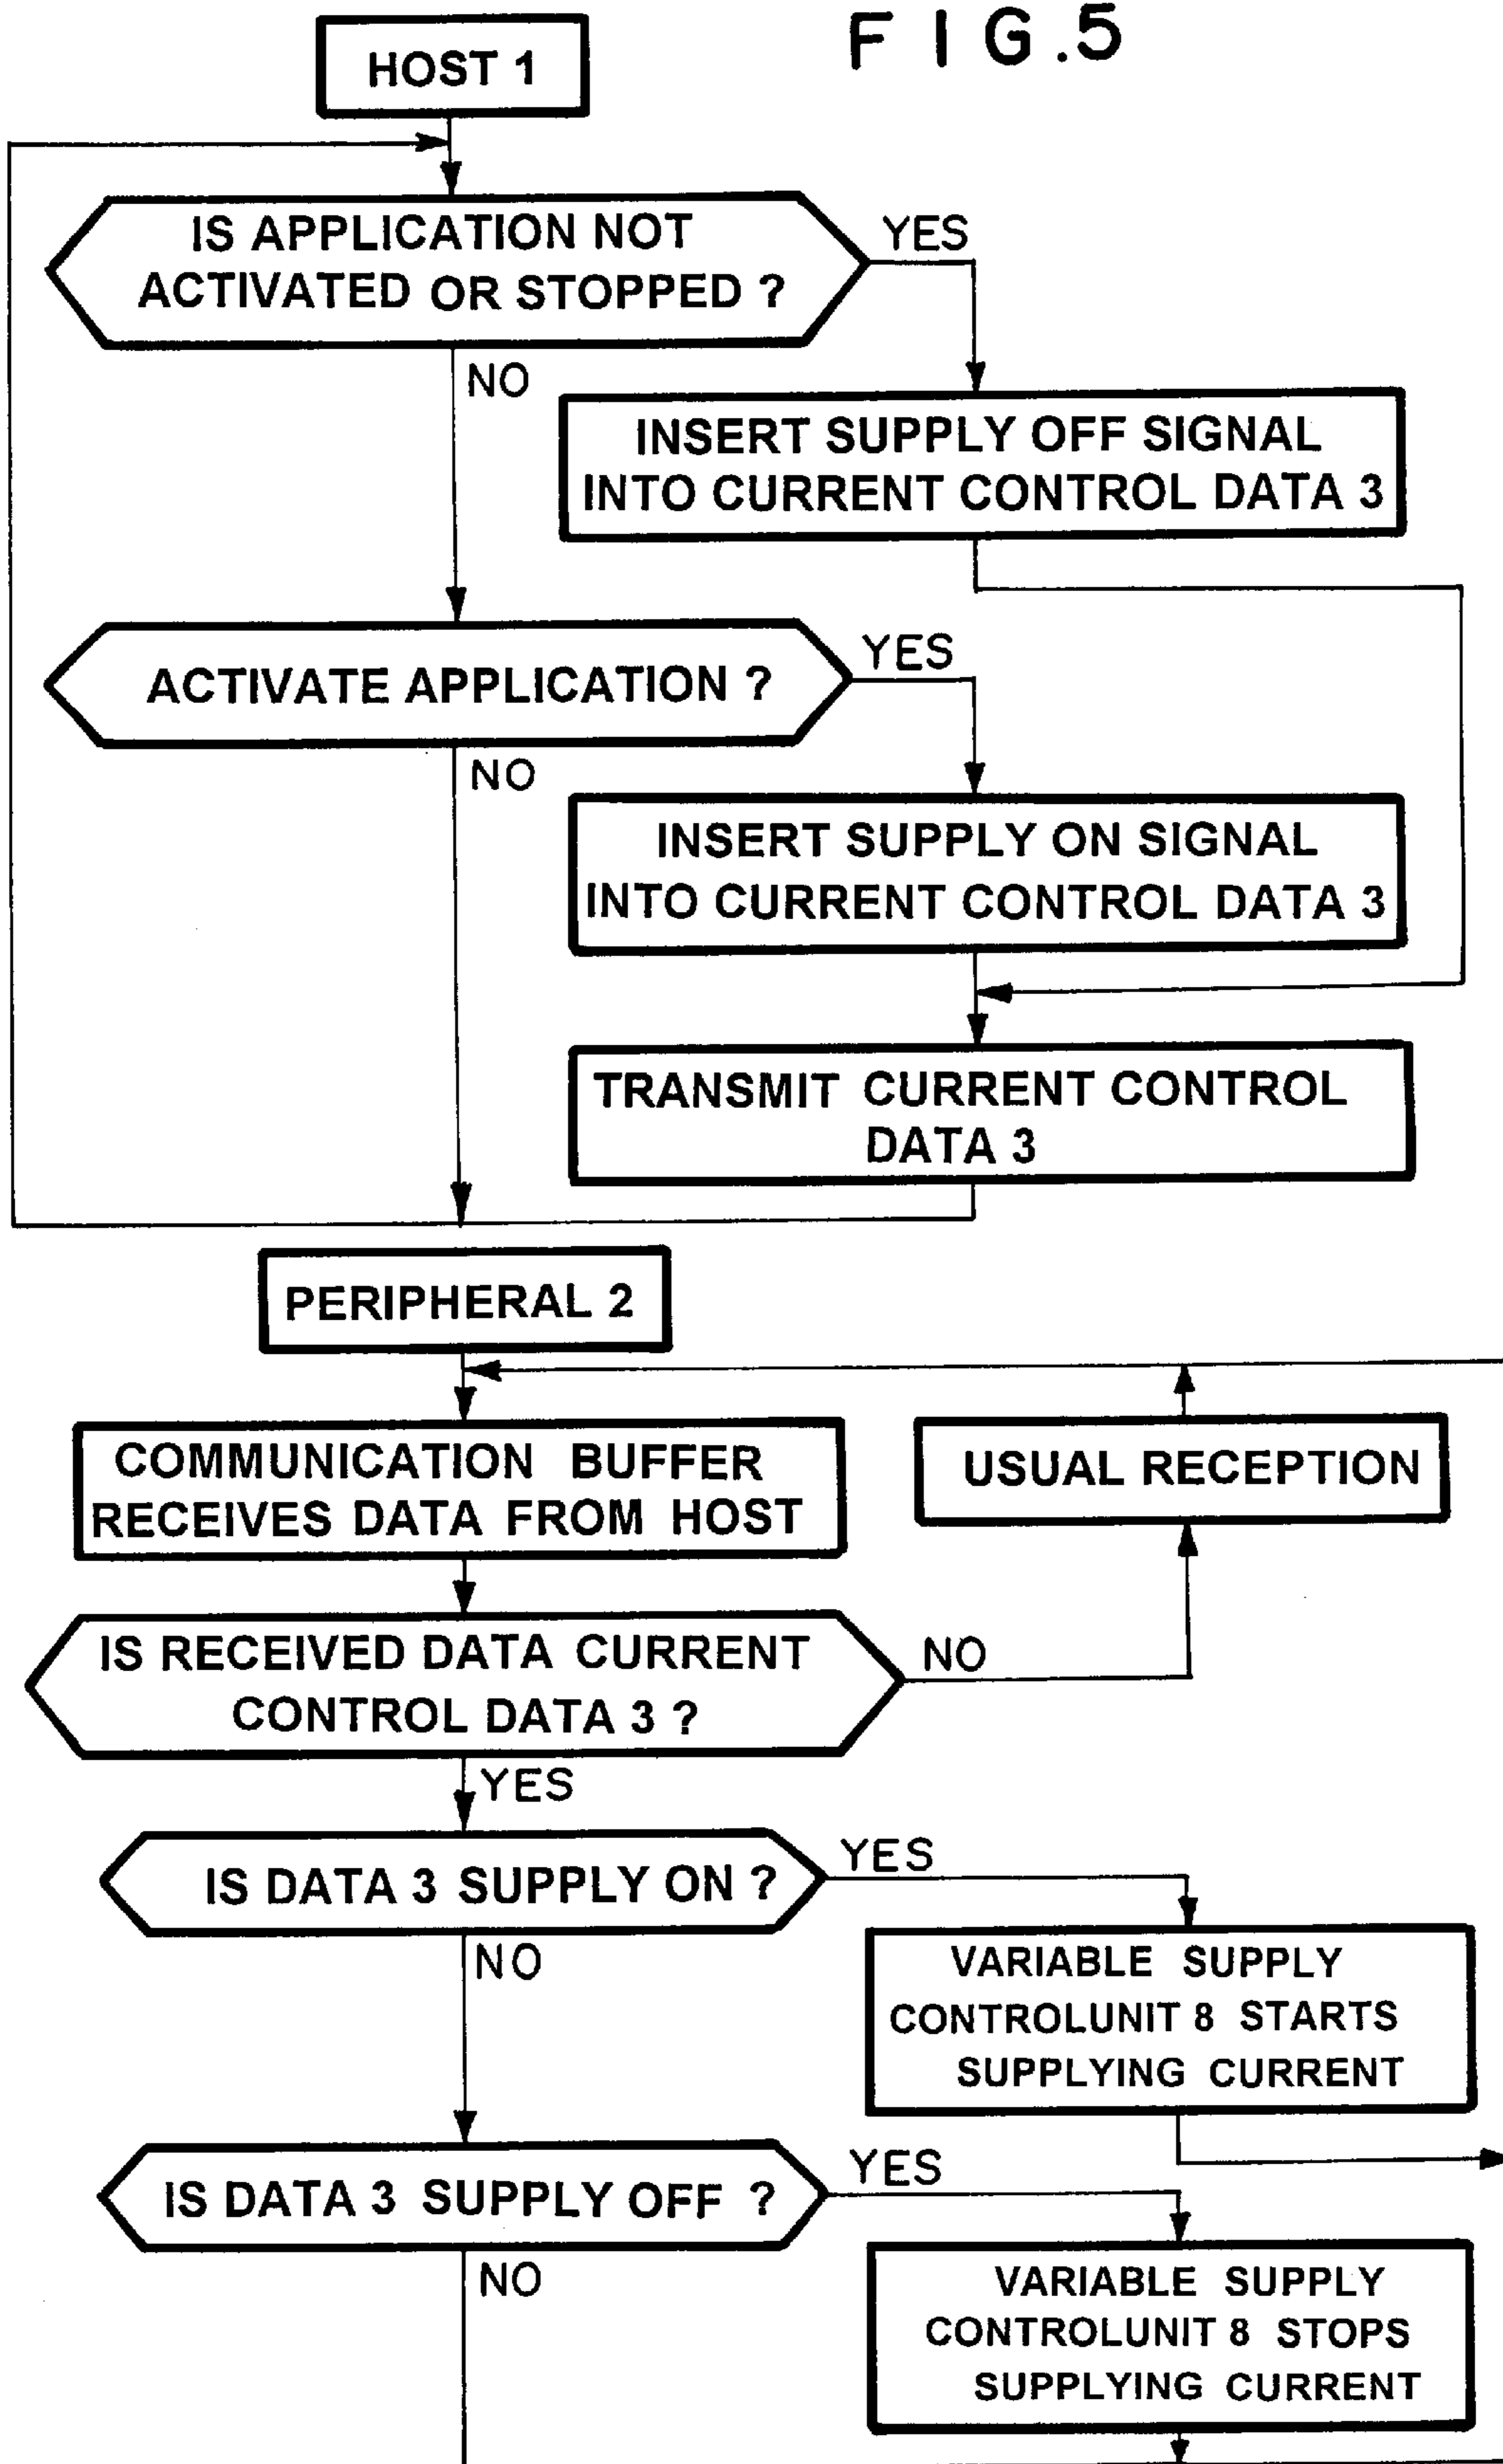 FIG.5
HOST 1
IS APPLICATION NOT
ACTIVATED OR STOPPED ?
YES
NO
INSERT SUPPLY OFF SIGNAL
INTO CURRENT CONTROL DATA 3
ACTIVATE APPLICATION ?
YES
NO
INSERT SUPPLY ON SIGNAL
INTO CURRENT CONTROL DATA 3
TRANSMIT CURRENT CONTROL
DATA 3
PERIPHERAL 2
COMMUNICATION BUFFER
RECEIVES DATA FROM HOST
USUAL RECEPTION
IS RECEIVED DATA CURRENT
CONTROL DATA 3 ?
NO
YES
IS DATA 3 SUPPLY ON ?
YES
NO
VARIABLE SUPPLY
CONTROLUNIT 8 STARTS
SUPPLYING CURRENT
IS DATA 3 SUPPLY OFF ?
YES
NO
VARIABLE SUPPLY
CONTROLUNIT 8 STOPS
SUPPLYING CURRENT